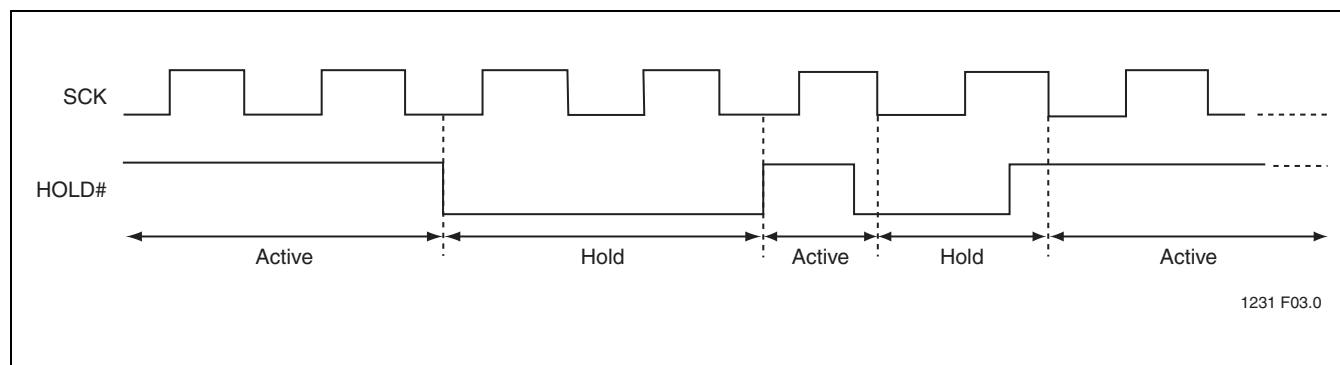 SCK
HOLD#
Active
Hold
Active
Hold
Active
1231 F03.0